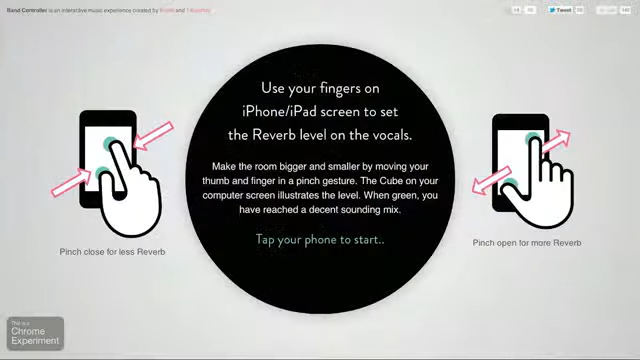 Band Controller is an interactive music experience created by
Tweet
Use your fingers on
iPhone/iPad screen to set
the Reverb level on the vocals.
Make the room bigger and smaller by moving your
thumb and finger in a pinch gesture. The Cube on your
computer screen illustrates the level. When green, you
have reached a decent sounding mix.
Tap your phone to start..
Pinch close for less Reverb
Pinch open for more Reverb
This is a
Chrome
Experiment